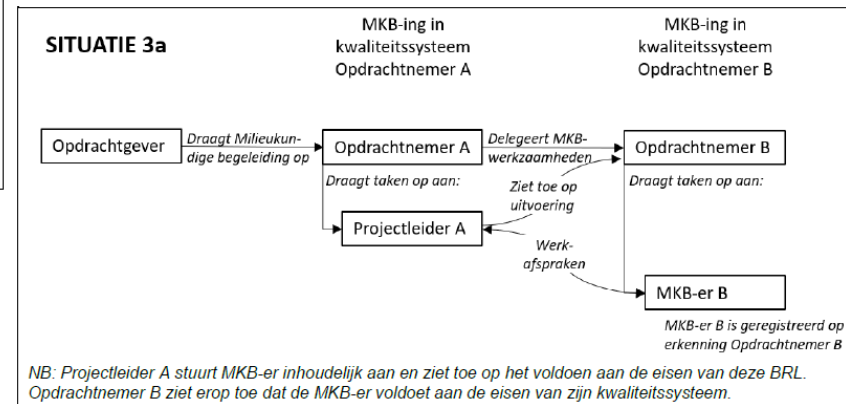 SITUATIE 3a
MKB-ing in
kwaliteitssysteem
Opdrachtnemer A
MKB-ing in
kwaliteitssysteem
Opdrachtnemer B
Opdrachtgever
Draagt Milieukun-
dige begeleiding op
Opdrachtnemer A
Delegeert MKB-
werkzaamheden
Opdrachtnemer B
Draagt taken op aan:
Ziet toe op
uitvoering
Draagt taken op aan:
Projectleider A
Werk-
afspraken
MKB-er B
MKB-er B is geregistreerd op
erkenning Opdrachtnemer B
NB: Projectleider A stuurt MKB-er inhoudelijk aan en ziet toe op het voldoen aan de eisen van deze BRL.
Opdrachtnemer B ziet erop toe dat de MKB-er voldoet aan de eisen van zijn kwaliteitssysteem.